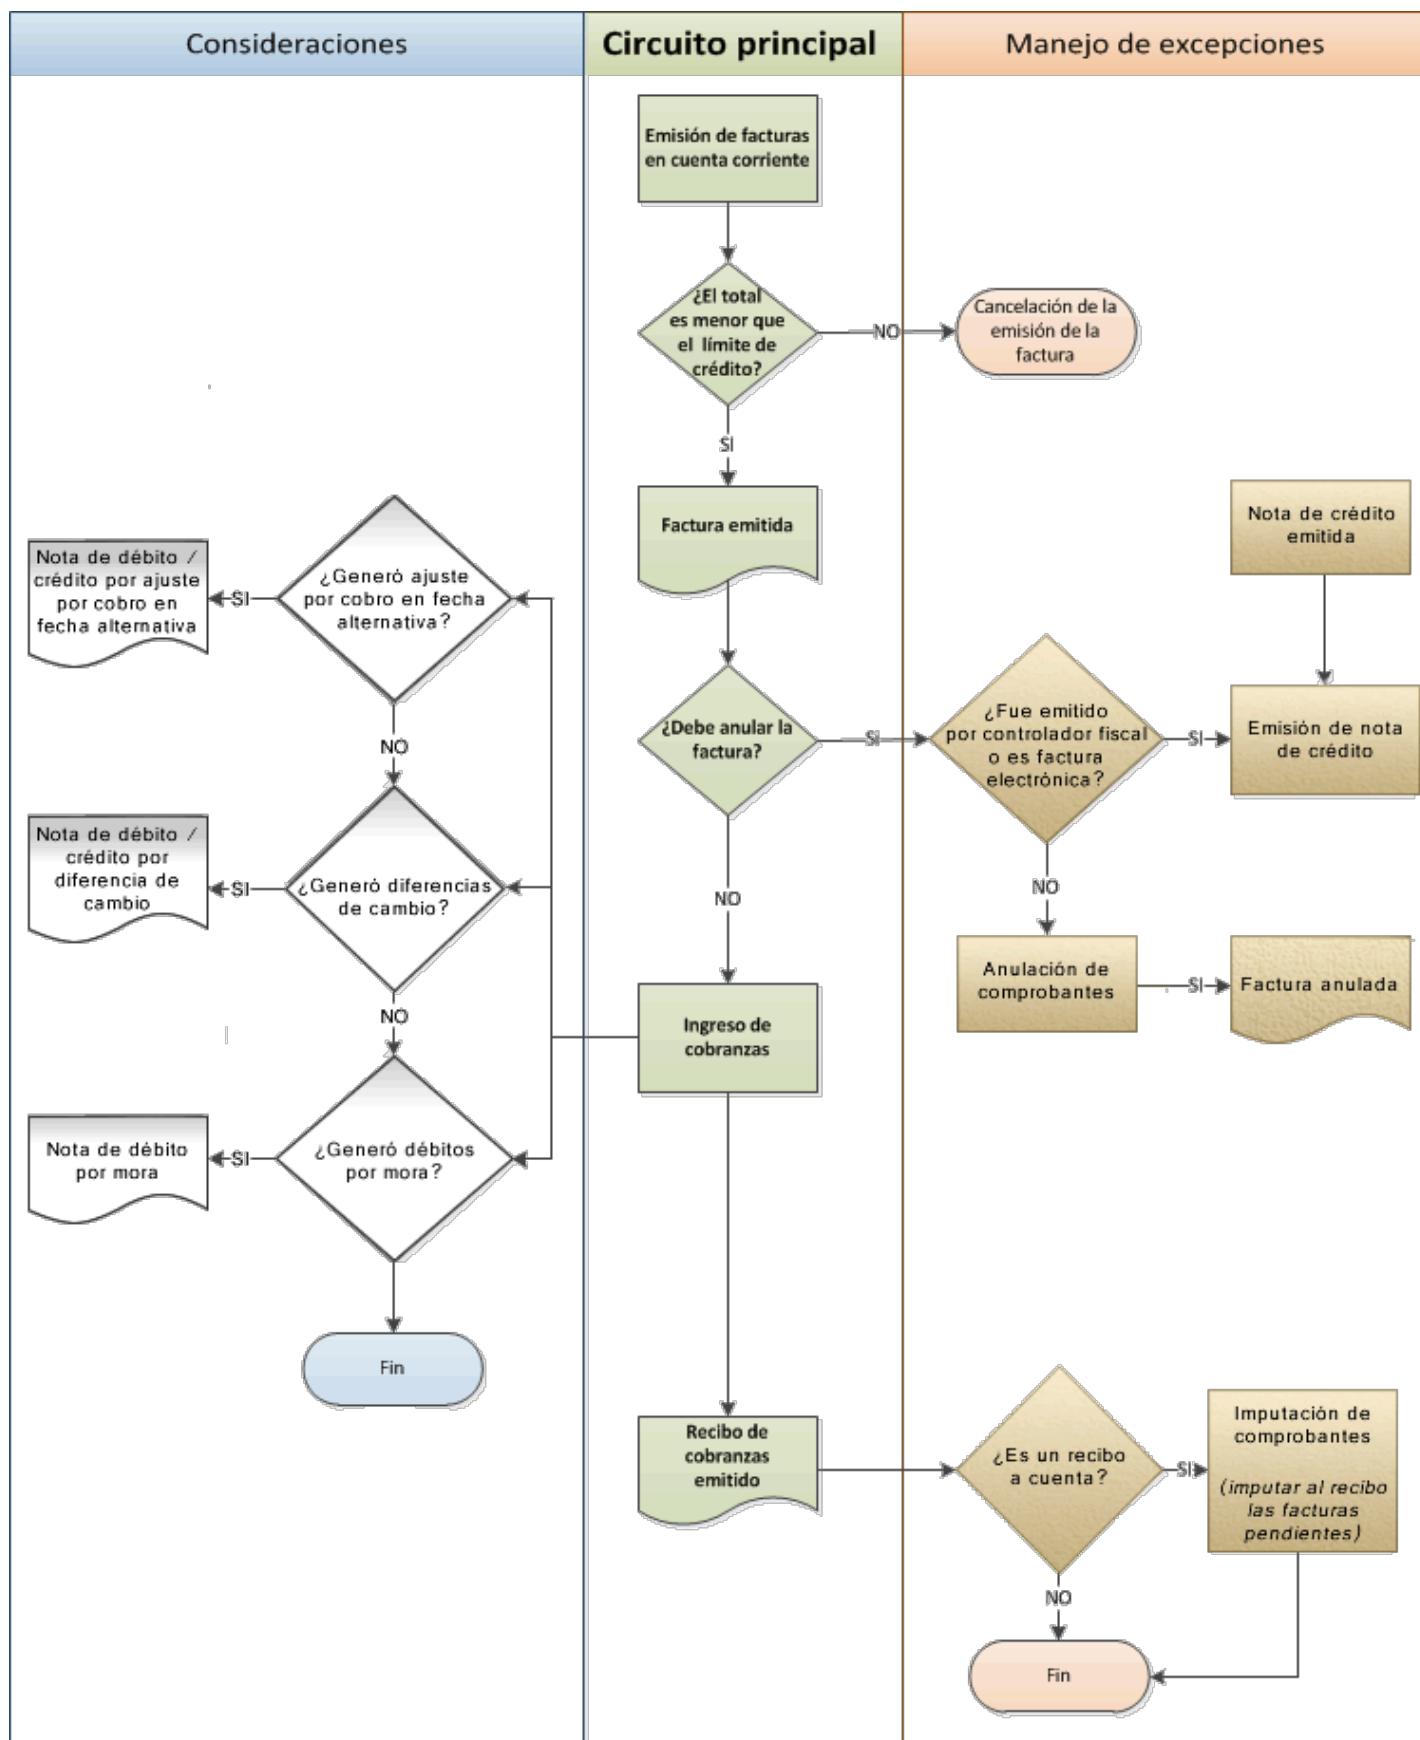 Consideraciones
Circuito principal
Manejo de excepciones
Emisión de facturas
en cuenta corriente
¿El total
es menor que
el límite de
crédito?
NO
Cancelación de la
emisión de la
factura
SI
Factura emitida
Nota de crédito
emitida
¿Generó ajuste
por cobro en fecha
alternativa?
SI
Nota de débito /
crédito por ajuste
por cobro en
fecha alternativa
NO
¿Debe anular la
factura?
SI
¿Fue emitido
por controlador fiscal
o es factura
electrónica?
SI
Emisión de nota
de crédito
¿Generó diferencias
de cambio?
SI
Nota de débito /
crédito por
diferencia de
cambio
NO
NO
NO
Anulación de
comprobantes
SI
Factura anulada
Ingreso de
cobranzas
¿Generó débitos
por mora?
SI
Nota de débito
por mora
Fin
Recibo de
cobranzas
emitido
¿Es un recibo
a cuenta?
SI
Imputación de
comprobantes
(imputar al recibo
las facturas
pendientes)
NO
Fin